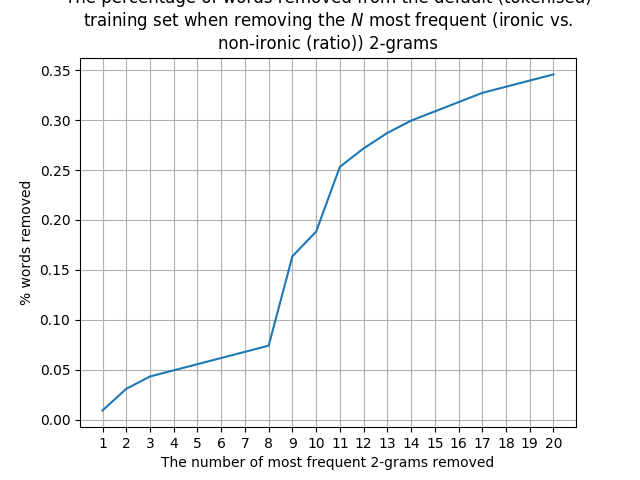 The percentage of words removed from the default (tokenised)
training set when removing the N most frequent (ironic vs.
non-ironic (ratio)) 2-grams
0.35
0.30
0.25
0.20
0.15
0.10
0.05
0.00
% words removed
1 2 3 4 5 6 7 8 9 10 11 12 13 14 15 16 17 18 19 20
The number of most frequent 2-grams removed